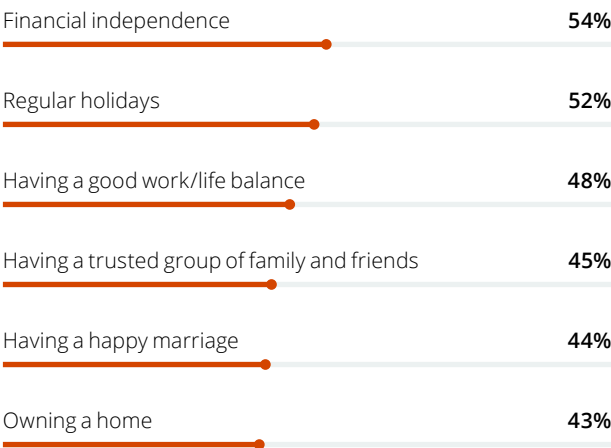 Financial independence 54%
Regular holidays 52%
Having a good work/life balance 48%
Having a trusted group of family and friends 45%
Having a happy marriage 44%
Owning a home 43%